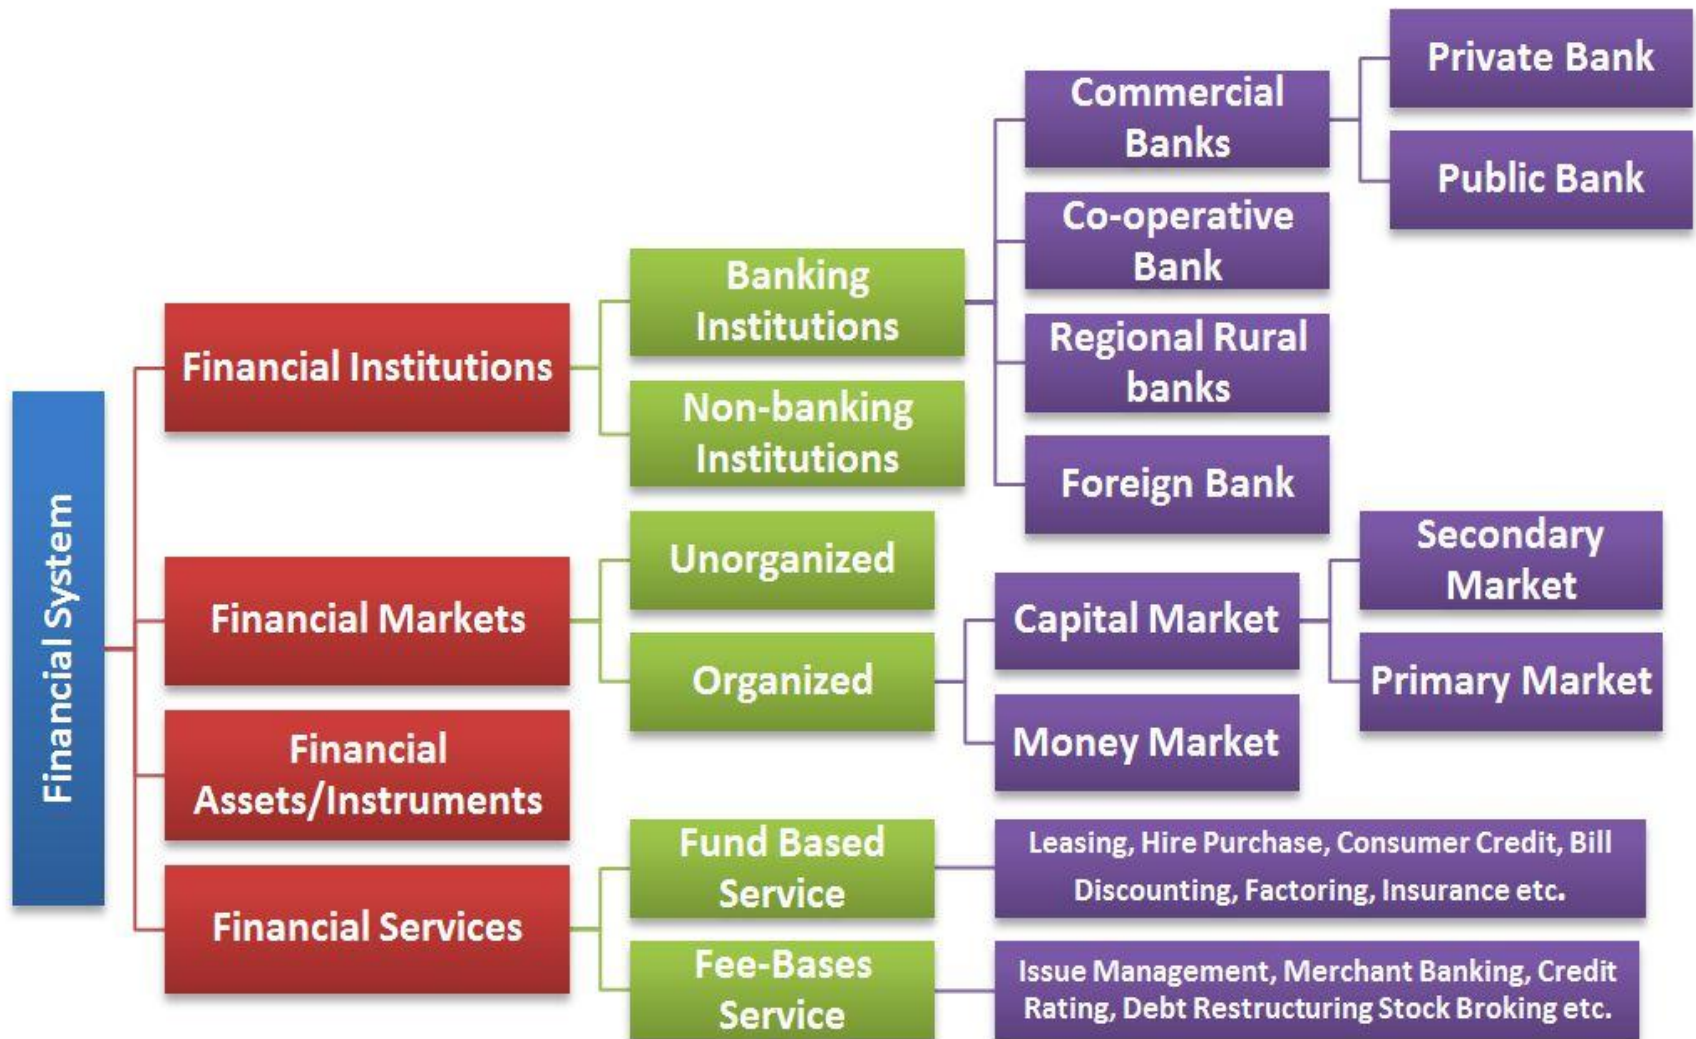 Financial System
Financial Institutions
Banking
Institutions
Commercial
Banks
Private Bank
Public Bank
Co-operative
Bank
Regional Rural
banks
Foreign Bank
Non-banking
Institutions
Financial Markets
Unorganized
Organized
Capital Market
Secondary
Market
Primary Market
Money Market
Financial
Assets/Instruments
Financial Services
Fund Based
Service
Leasing, Hire Purchase, Consumer Credit, Bill
Discounting, Factoring, Insurance etc.
Fee-Bases
Service
Issue Management, Merchant Banking, Credit
Rating, Debt Restructuring Stock Broking etc.